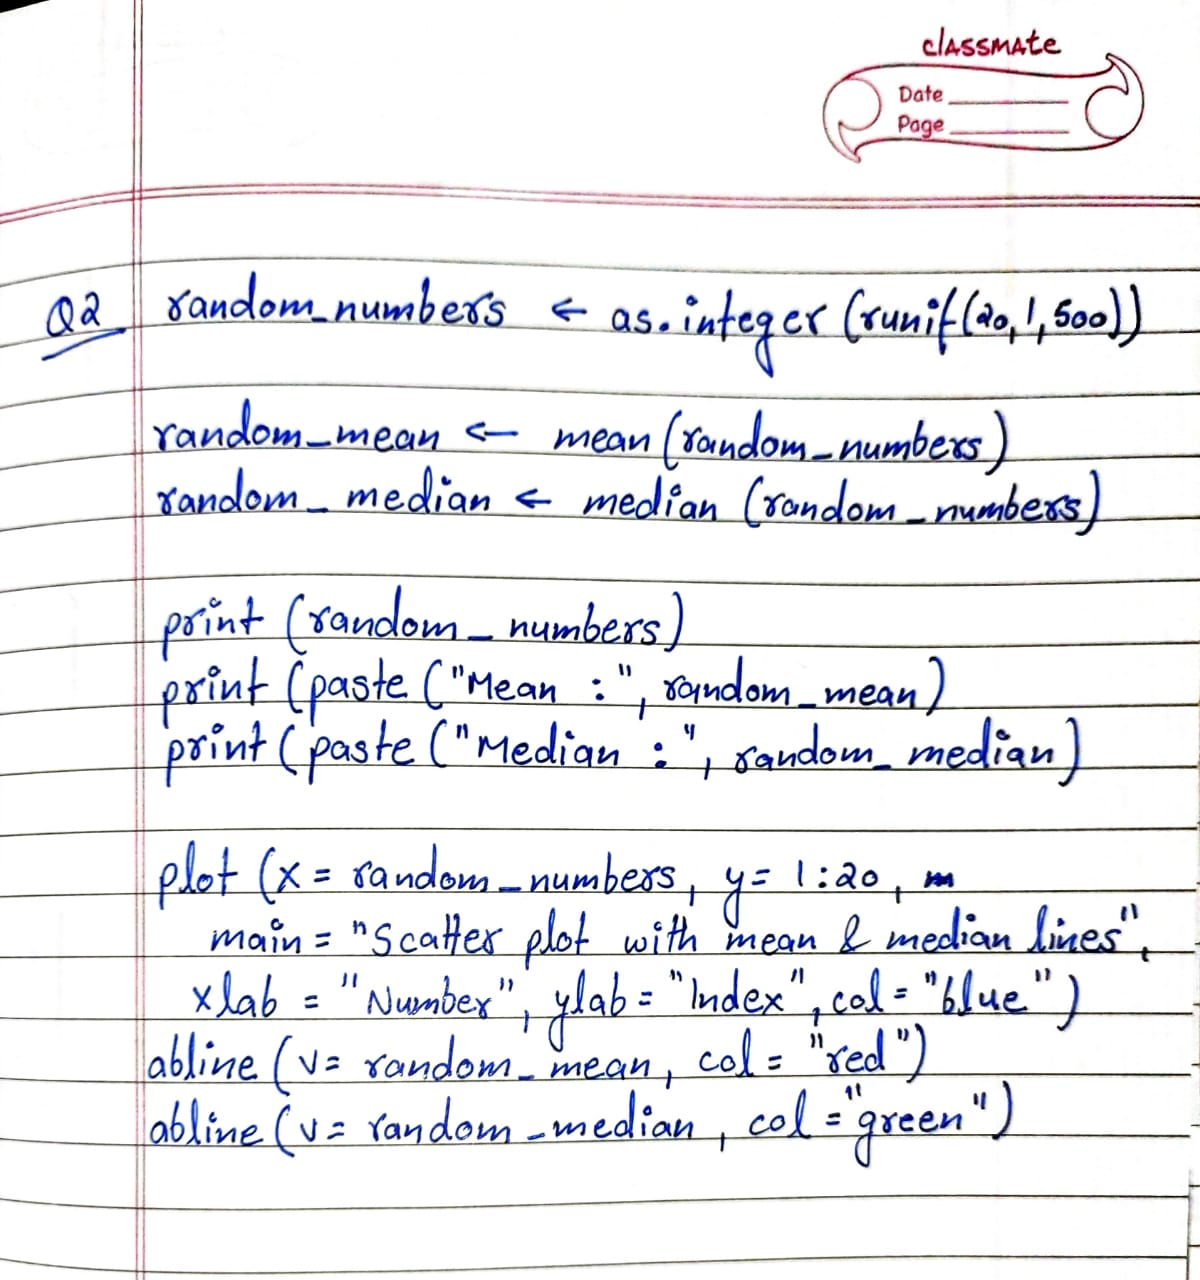 classmate
Date
Page
Q2 random_numbers <- as.integer (runif(20,1,500))
random_mean <- mean (random_numbers)
random_median <- median (random_numbers)
print (random_numbers)
print (paste ("Mean :", random_mean)
print (paste ("Median :", random_median)
plot (x = random_numbers, y = 1:20,
main = "Scatter plot with mean & median lines",
xlab = "Number", ylab = "Index", col = "blue")
abline (v = random_mean, col = "red")
abline (v = random_median, col = "green")